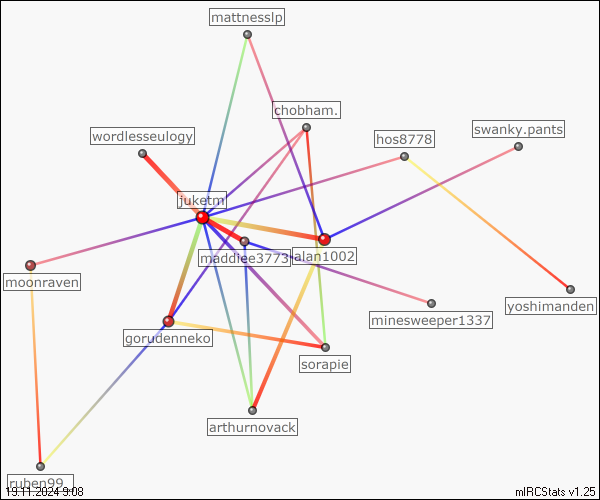 mattnesslp
chobham.
swanky.pants
wordlesseulogy
hos8778
juketm
maddiee3773
alan1002
moonraven
yoshimanden
minesweeper1337
gorudenneko
sorapie
arthurnovack
ruben99_
19.11.2024 9:08
mIRCStats v1.25